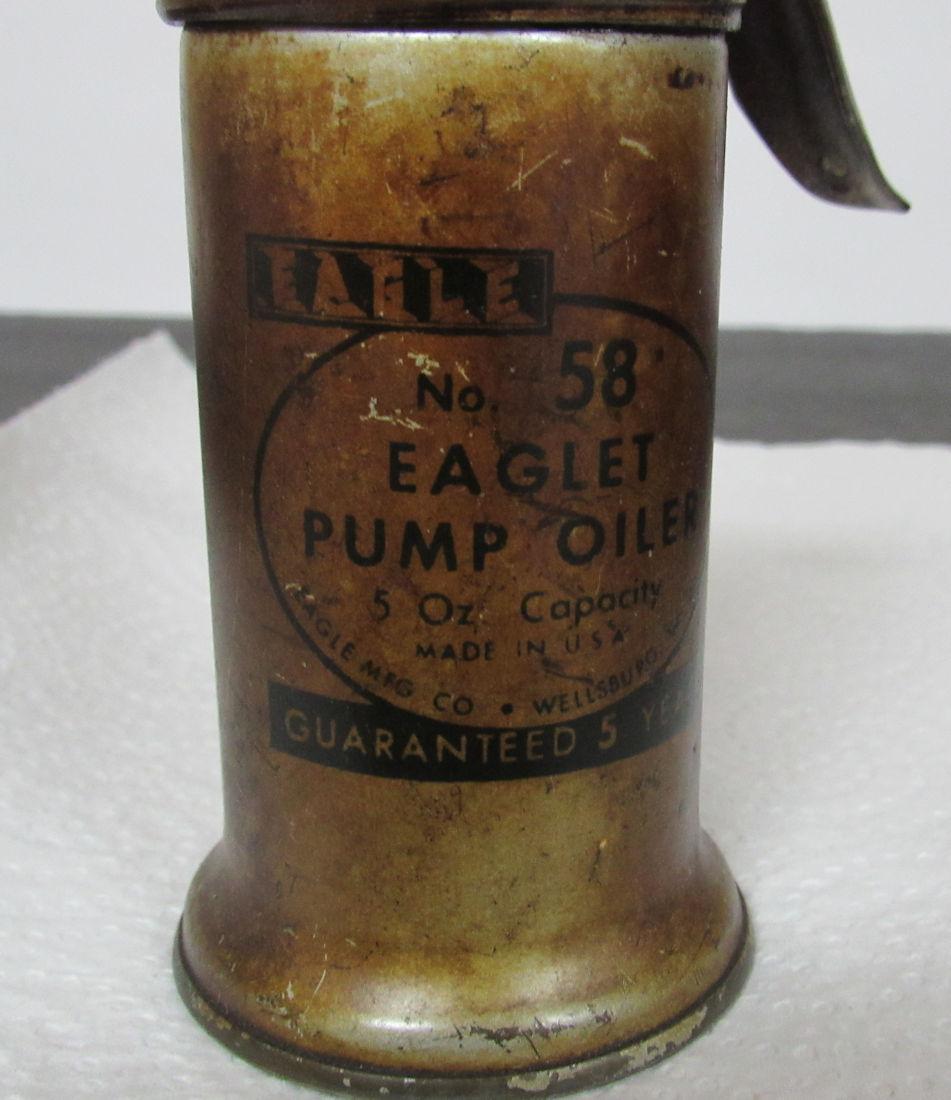 EAGLE
No. 58
EAGLET
PUMP OILER
5 Oz. Capacity
MADE IN U.S.A.
EAGLE MFG CO • WELLSBURG,
GUARANTEED 5